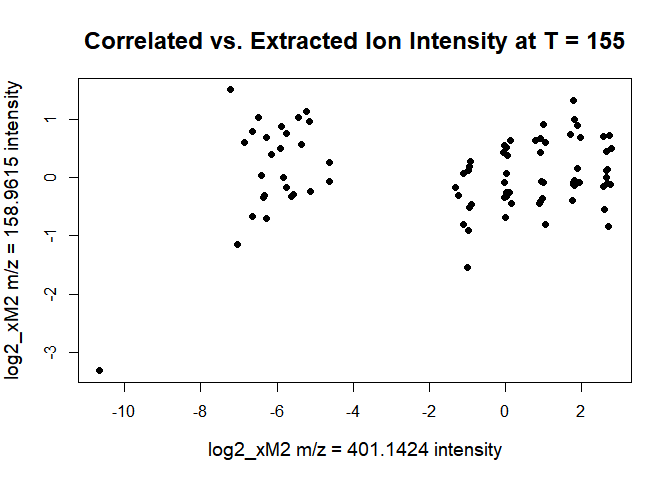 Correlated vs. Extracted Ion Intensity at T = 155
log2_xM2 m/z = 158.9615 intensity
1
0
-1
-2
-3
-10 -8 -6 -4 -2 0 2
log2_xM2 m/z = 401.1424 intensity